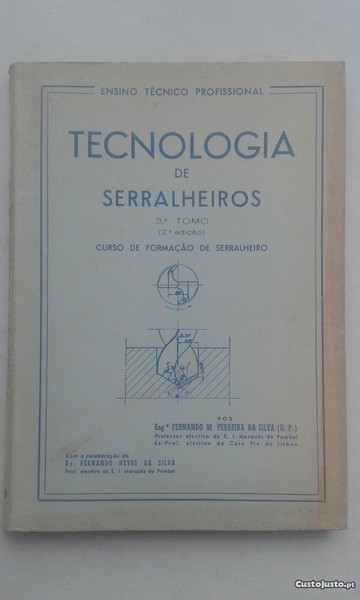 ENSINO TÉCNICO PROFISSIONAL
TECNOLOGIA
DE
SERRALHEIROS
3.º TOMO
(2.ª edição)
CURSO DE FORMAÇÃO DE SERRALHEIRO
POR
Eng.º FERNANDO M. FERREIRA DA SILVA (U. P.)
Professor efectivo da E. I. Marquês de Pombal
Ex-Prof. efectivo da Casa Pia de Lisboa
Com a colaboração do
Dr. FERNANDO NEVES DA SILVA
Prof. efectivo da E. I. Marquês de Pombal
CustoJusto.pt